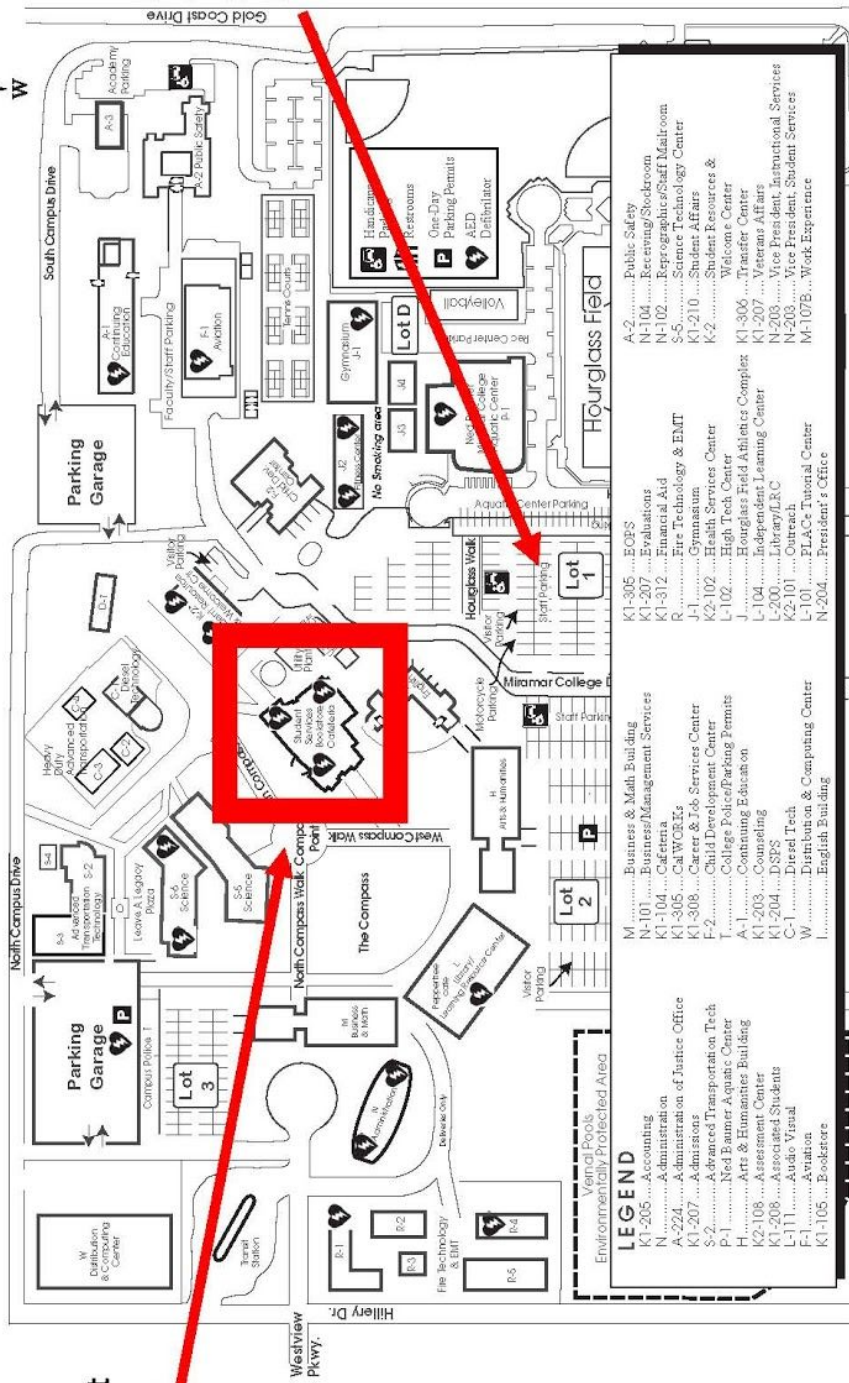 W
Gold Coast Drive
South Campus Drive
Academy
Parking
A-3
A-2 Public Safety
A-1
Continuing
Education
Faculty/Staff Parking
F-1
Aviation
Tennis Courts
Handicap
Restrooms
One-Day
Parking Permits
AED
Defibrilator
P
Gymnasium
J-1
Lot D
Volleyball
J4
J3
J2
Fitness Center
No Smoking area
Aquatic Center
P-1
Hourglass Field
Parking
Garage
F-2
Child Dev
Center
Visitor
Parking
Aquatic Center Parking
Hourglass Walk
Visitor
Parking
Staff Parking
Lot
1
D-T
Heavy
Duty
Advanced
Transportation
C-4
C-3
C-2
Diesel
Technology
Utility
Plant
Student
Services
Bookstore
Cafeteria
Motorcycle
Parking
Miramar College D
Staff Parking
H
Arts & Humanities
P
Lot
2
Visitor
Parking
North Campus Drive
S-4
S-3
Advanced S-2
Transportation
Technology
Leave A Legacy
Plaza
S-6
Science
S-5
Science
North Compass Walk
Point
West Compass Walk
The Compass
L
Library/
Learning Resource Center
Parking
Garage
P
Campus Police T
Lot
3
M
Business
& Math
N
Administration
Deliveries Only
W
Distribution
& Computing
Center
Transit
Station
R-1
R-2
R-3
R-4
R-5
Fire Technology
& EMT
Hillery Dr.
Westview
Pkwy.
Vernal Pools
Environmentally Protected Area
LEGEND
K1-205....Accounting
N............Administration
A-224......Administration of Justice Office
K1-207....Admissions
S-2..........Advanced Transportation Tech
P-1..........Ned Baumer Aquatic Center
H............Arts & Humanities Building
K2-108....Assessment Center
K1-208....Associated Students
L-111......Audio Visual
F-1..........Aviation
K1-105....Bookstore
M............Business & Math Building
N-101......Business/Management Services
K1-104....Cafeteria
K1-305....CalWORKs
K1-308....Career & Job Services Center
F-2..........Child Development Center
T.............College Police/Parking Permits
A-1..........Continuing Education
K1-203....Counseling
K1-204....DSPS
C-1..........Diesel Tech
W............Distribution & Computing Center
I..............English Building
K1-305....EOPS
K1-207....Evaluations
K1-312....Financial Aid
R............Fire Technology & EMT
J-1..........Gymnasium
K2-102....Health Services Center
L-102......High Tech Center
J.............Hourglass Field Athletics Complex
L-104......Independent Learning Center
L-200......Library/LRC
K2-101....Outreach
L-101......PLACe Tutorial Center
N-204......President's Office
A-2..........Public Safety
N-104......Receiving/Stockroom
N-102......Reprographics/Staff Mailroom
S-5..........Science Technology Center
K1-210....Student Affairs
K-2..........Student Resources &
Welcome Center
K1-306....Transfer Center
K1-207....Veterans Affairs
N-203......Vice President, Instructional Services
N-203......Vice President, Student Services
M-107B...Work Experience